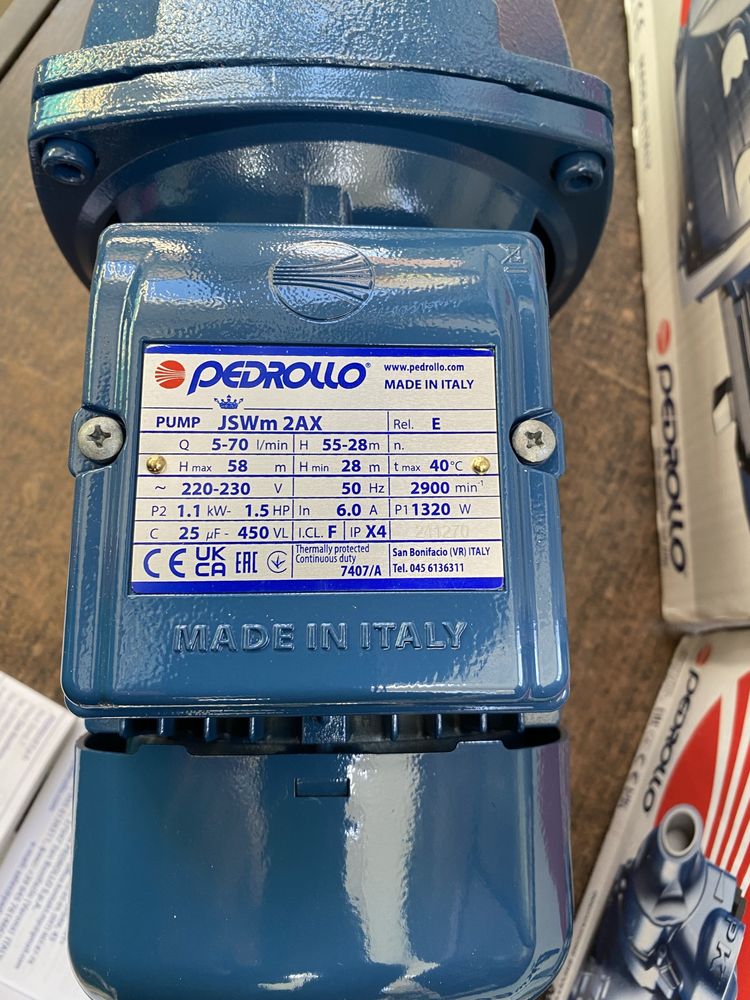 PEDROLLO®
www.pedrollo.com
MADE IN ITALY
PUMP JSWm 2AX Rel. E
Q 5-70 l/min H 55-28 m n.
H max 58 m H min 28 m t max 40°C
~ 220-230 V 50 Hz 2900 min⁻¹
P2 1.1 kW- 1.5 HP In 6.0 A P1 1320 W
C 25 µF - 450 VL I.CL. F IP X4 241270
CE UK CA EAC
Thermally protected
Continuous duty
7407/A
San Bonifacio (VR) ITALY
Tel. 045 6136311
MADE IN ITALY
PEDROLLO
PEDROLLO